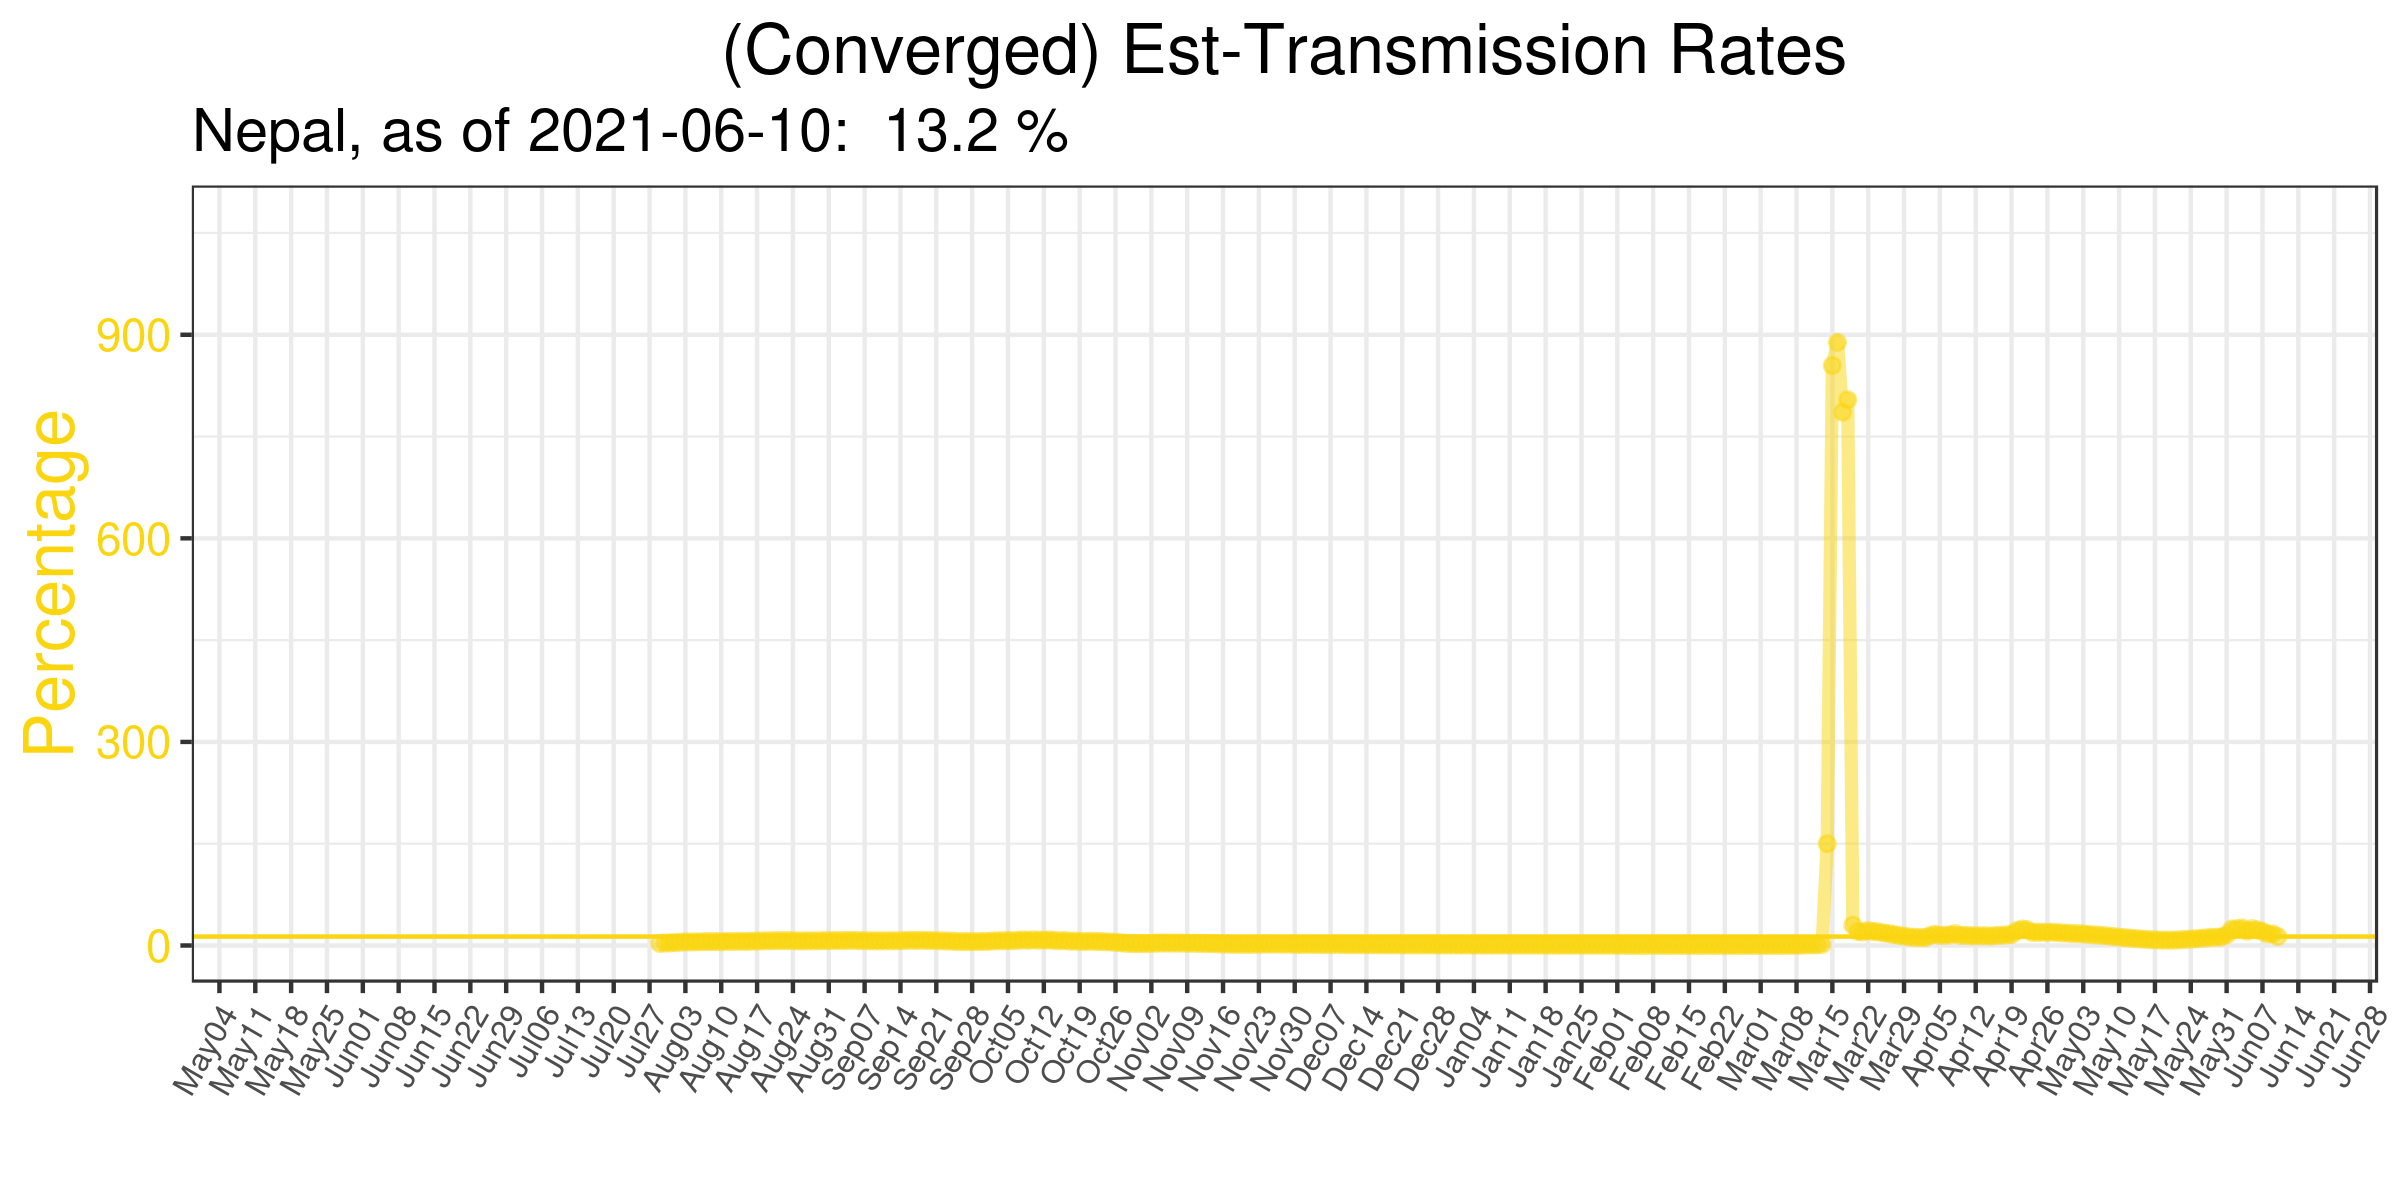 (Converged) Est-Transmission Rates
Nepal, as of 2021-06-10:  13.2 %
Percentage
900
600
300
0
May04
May11
May18
May25
Jun01
Jun08
Jun15
Jun22
Jun29
Jul06
Jul13
Jul20
Jul27
Aug03
Aug10
Aug17
Aug24
Aug31
Sep07
Sep14
Sep21
Sep28
Oct05
Oct12
Oct19
Oct26
Nov02
Nov09
Nov16
Nov23
Nov30
Dec07
Dec14
Dec21
Dec28
Jan04
Jan11
Jan18
Jan25
Feb01
Feb08
Feb15
Feb22
Mar01
Mar08
Mar15
Mar22
Mar29
Apr05
Apr12
Apr19
Apr26
May03
May10
May17
May24
May31
Jun07
Jun14
Jun21
Jun28